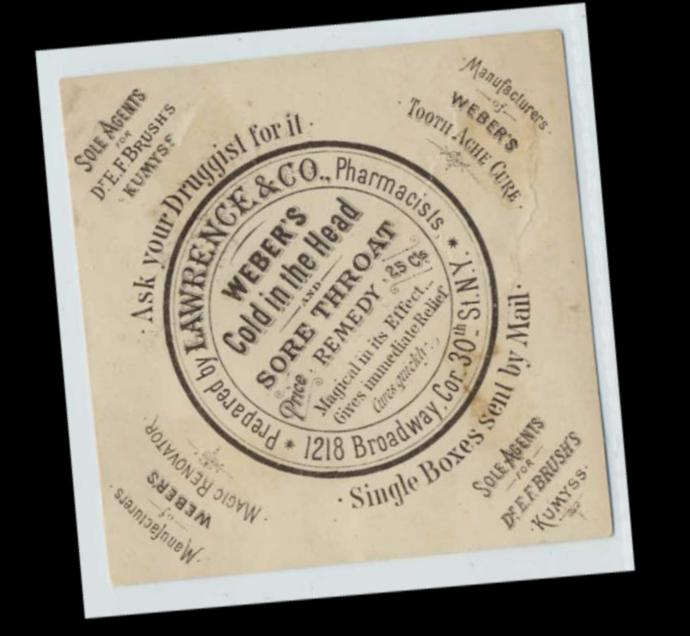 SOLE AGENTS
FOR
Dr E.F. BRUSH'S
KUMYSS
Manufacturers
of
WEBER'S
TOOTH ACHE CURE.
Ask your Druggist for it.
Prepared by LAWRENCE & CO., Pharmacists,
* 1218 Broadway, Cor. 30th St. N.Y. *
WEBER'S
Cold in the Head
AND
SORE THROAT
REMEDY
Price 25 Cts
Magical in its Effect...
Gives immediate Relief
Cures quickly
Single Boxes sent by Mail.
Manufacturers
of
WEBER'S
MAGIC RENOVATOR.
SOLE AGENTS
FOR
Dr E.F. BRUSH'S
KUMYSS.